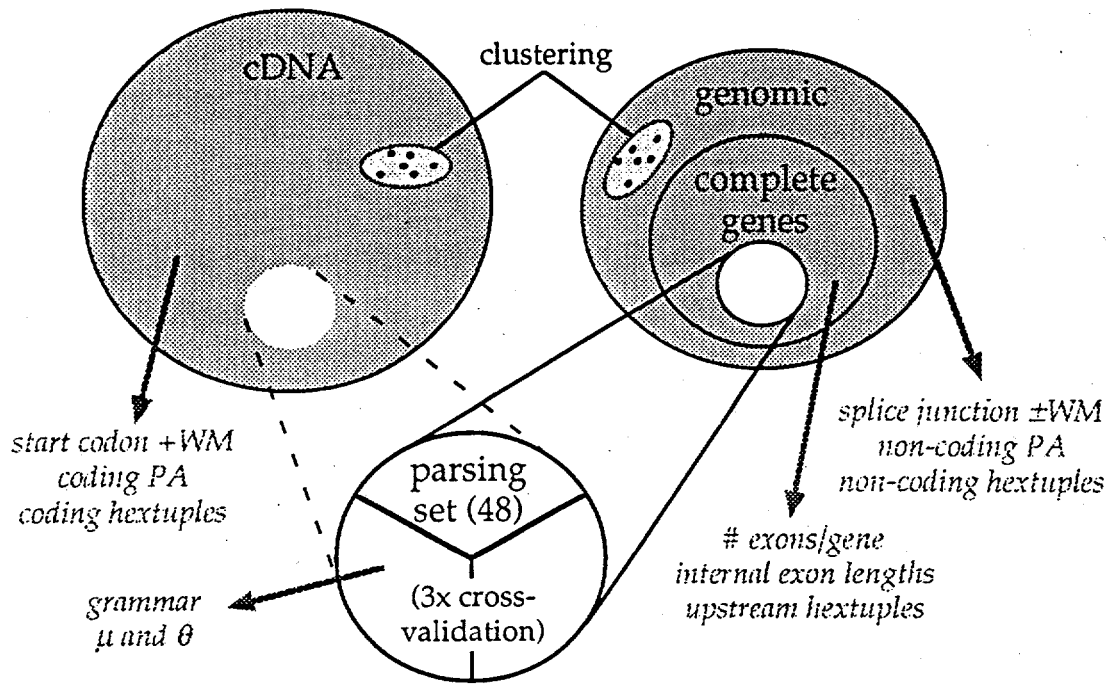 cDNA
clustering
genomic
complete
genes
start codon +WM
coding PA
coding hextuples
splice junction ±WM
non-coding PA
non-coding hextuples
parsing
set (48)
(3x cross-
validation)
# exons/gene
internal exon lengths
upstream hextuples
grammar
μ and θ